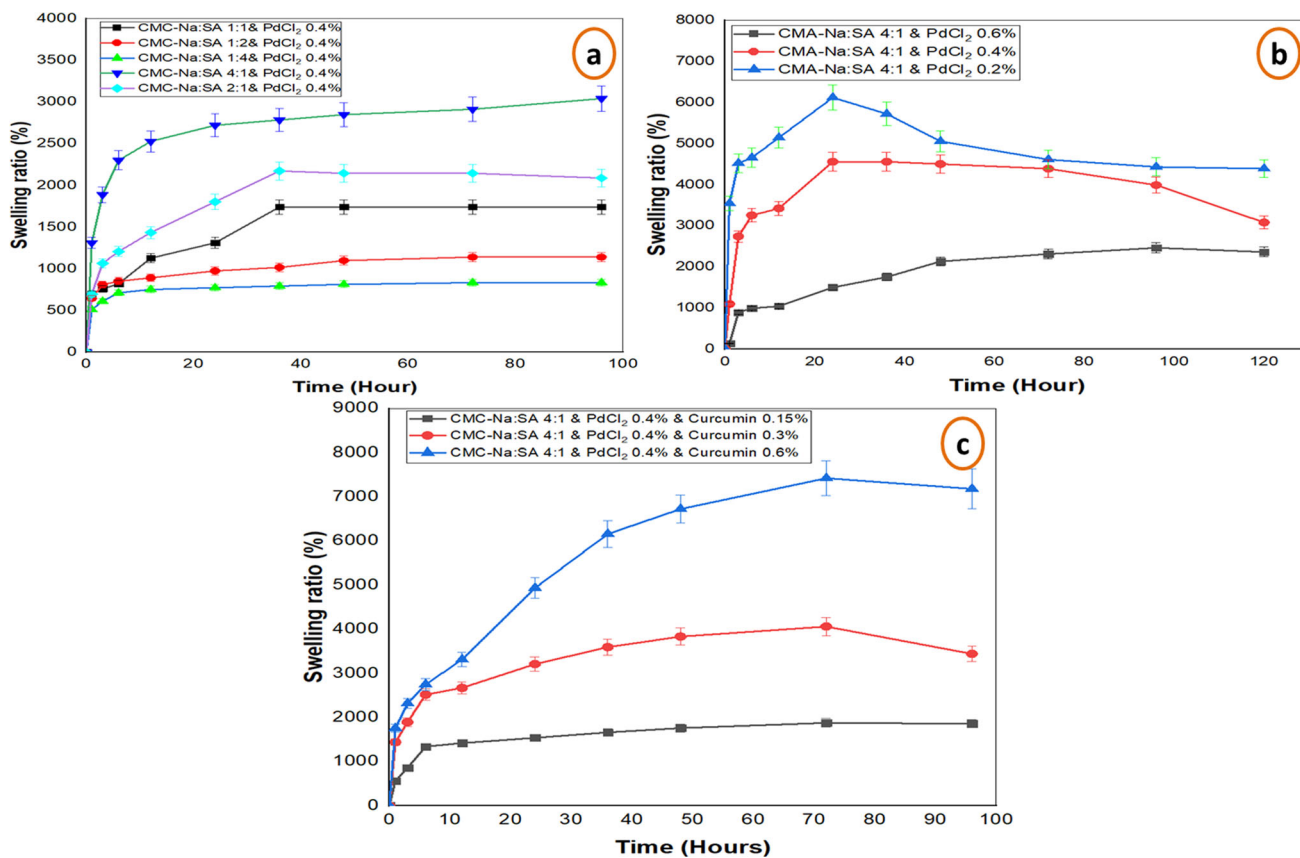 4000
3500
3000
2500
2000
1500
1000
500
0
Swelling ratio (%)
CMC-Na:SA 1:1& PdCl₂ 0.4%
CMC-Na:SA 1:2& PdCl₂ 0.4%
CMC-Na:SA 1:4& PdCl₂ 0.4%
CMC-Na:SA 4:1& PdCl₂ 0.4%
CMC-Na:SA 2:1& PdCl₂ 0.4%
a
0 20 40 60 80 100
Time (Hour)
8000
7000
6000
5000
4000
3000
2000
1000
0
Swelling ratio (%)
CMA-Na:SA 4:1 & PdCl₂ 0.6%
CMA-Na:SA 4:1 & PdCl₂ 0.4%
CMA-Na:SA 4:1 & PdCl₂ 0.2%
b
0 20 40 60 80 100 120
Time (Hour)
9000
8000
7000
6000
5000
4000
3000
2000
1000
0
Swelling ratio (%)
CMC-Na:SA 4:1 & PdCl₂ 0.4% & Curcumin 0.15%
CMC-Na:SA 4:1 & PdCl₂ 0.4% & Curcumin 0.3%
CMC-Na:SA 4:1 & PdCl₂ 0.4% & Curcumin 0.6%
c
0 10 20 30 40 50 60 70 80 90 100
Time (Hours)